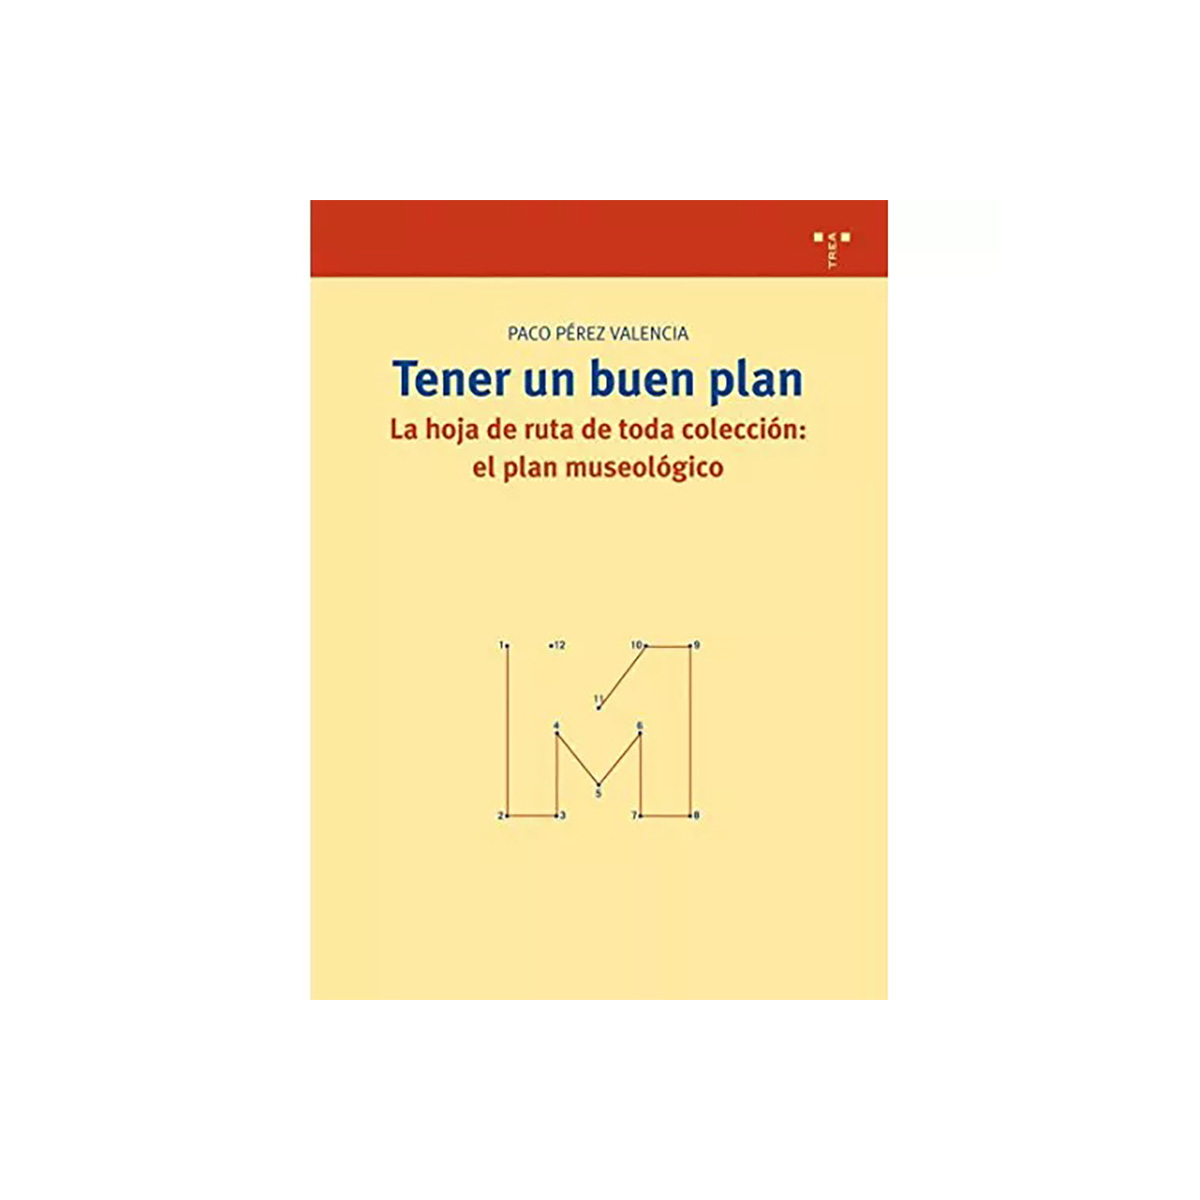 TREA
PACO PÉREZ VALENCIA
Tener un buen plan
La hoja de ruta de toda colección:
el plan museológico
1 12 10 9
11
4 6
5
2 3 7 8